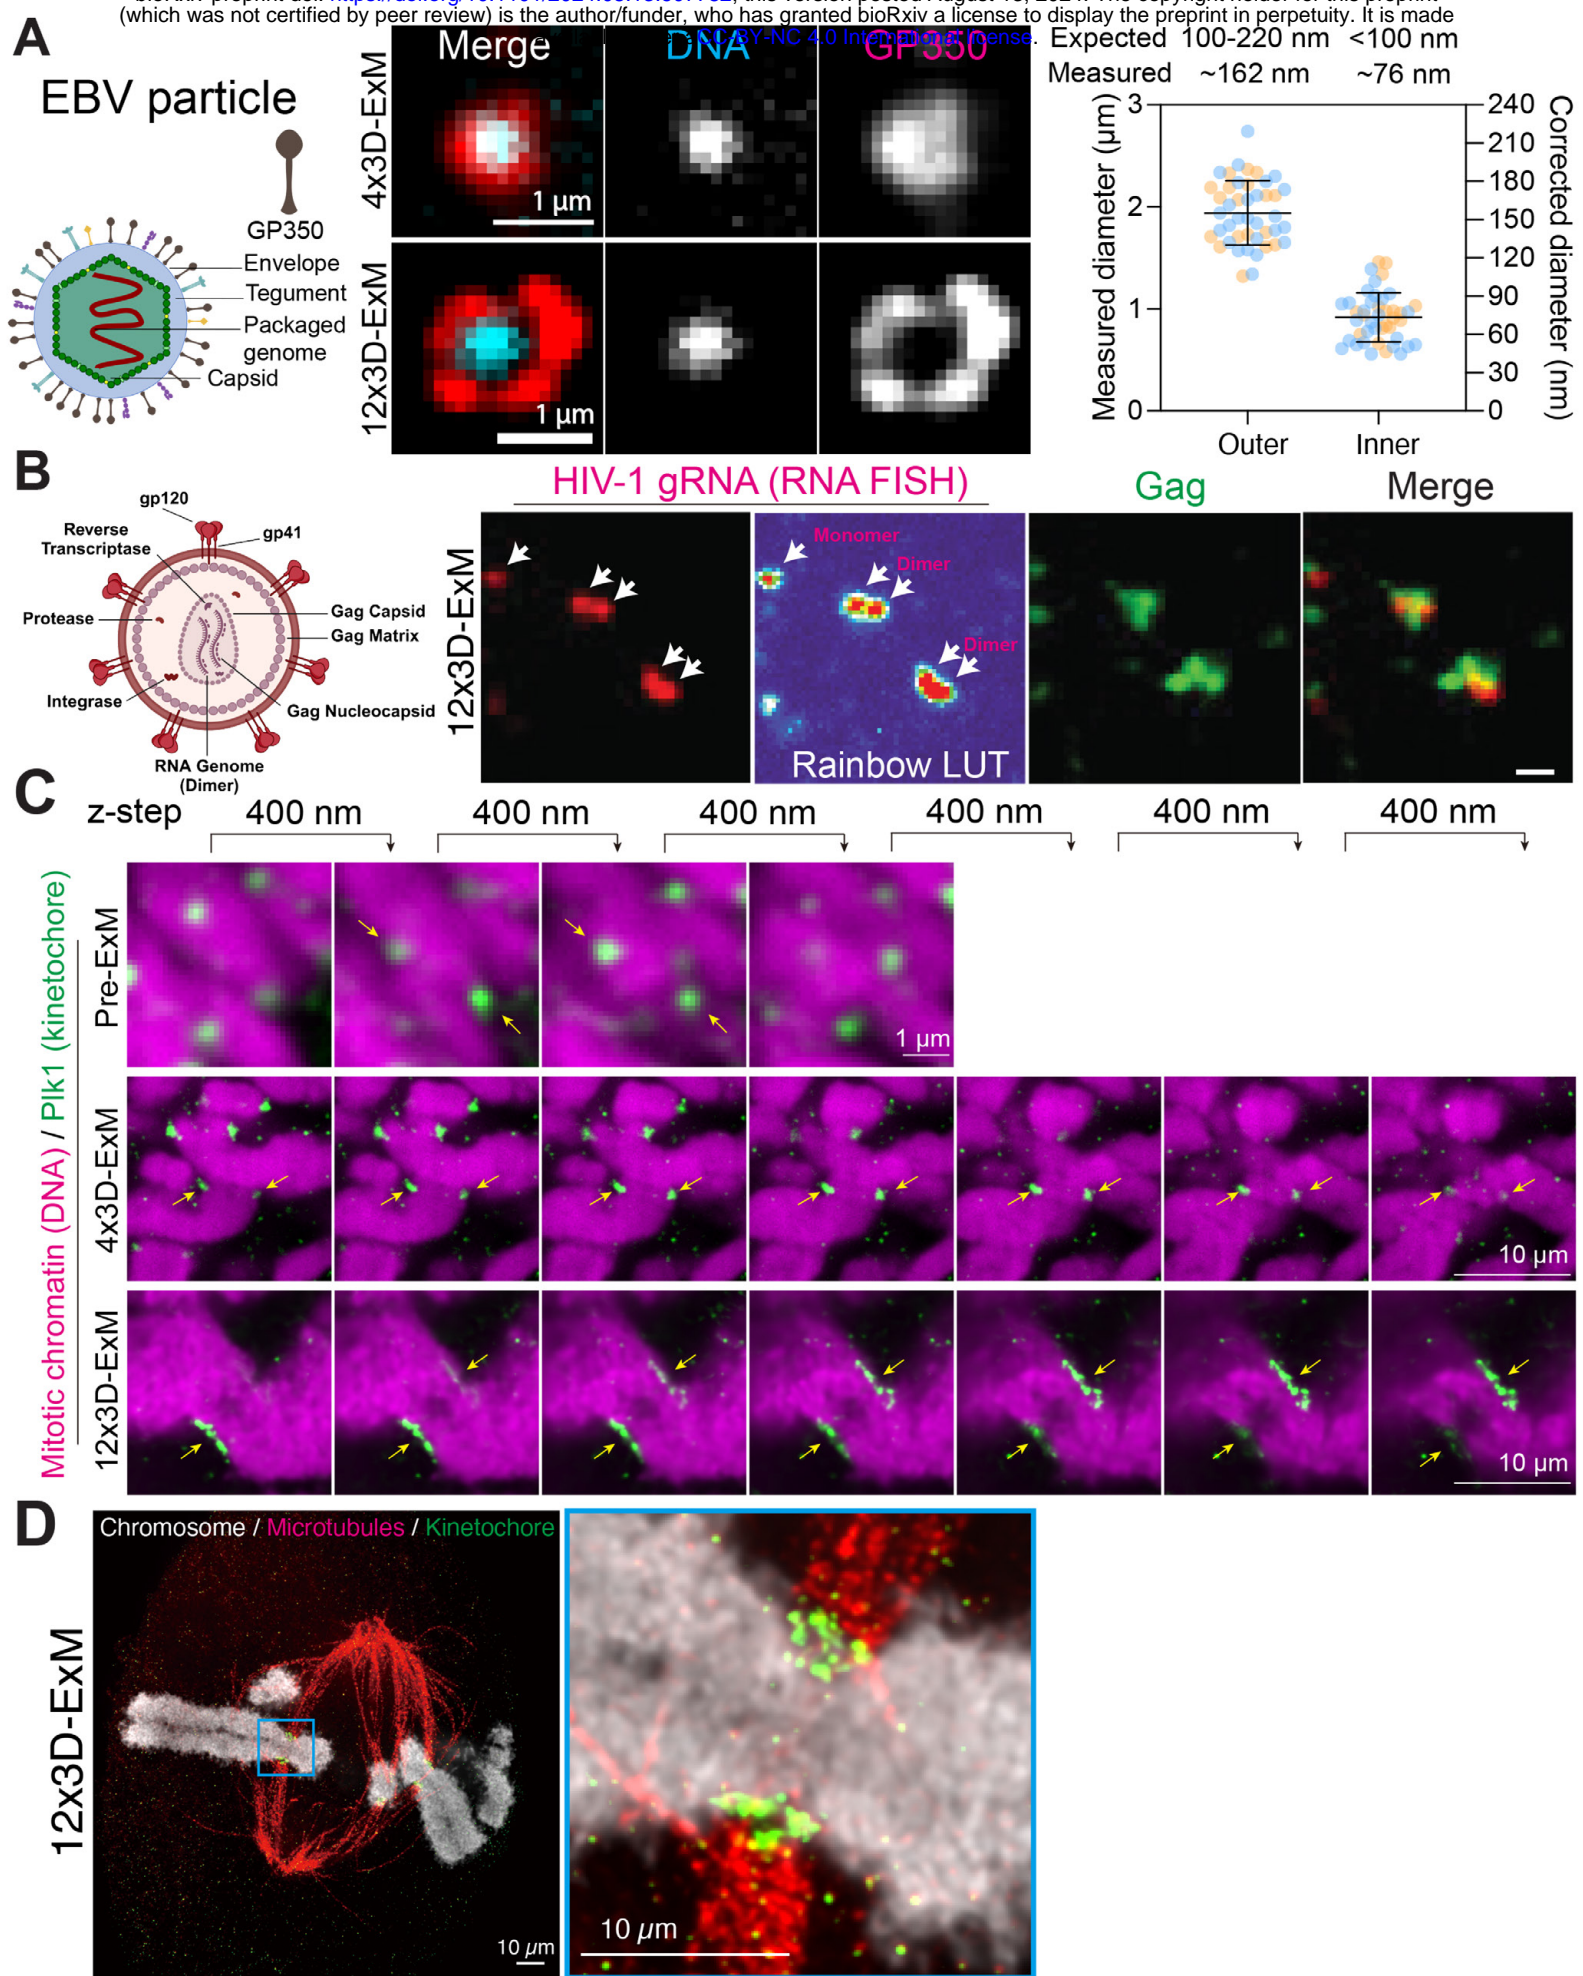 (which was not certified by peer review) is the author/funder, who has granted bioRxiv a license to display the preprint in perpetuity. It is made
CC-BY-NC 4.0 International license.
A
EBV particle
GP350
Envelope
Tegument
Packaged
genome
Capsid
Merge
DNA
GP350
4x3D-ExM
1 µm
12x3D-ExM
1 µm
Expected 100-220 nm <100 nm
Measured ~162 nm ~76 nm
Measured diameter (µm)
3
2
1
0
240
210
180
150
120
90
60
30
0
Corrected diameter (nm)
Outer
Inner
B
gp120
gp41
Reverse
Transcriptase
Protease
Integrase
Gag Capsid
Gag Matrix
Gag Nucleocapsid
RNA Genome
(Dimer)
HIV-1 gRNA (RNA FISH)
Gag
Merge
12x3D-ExM
Monomer
Dimer
Dimer
Rainbow LUT
C
z-step
400 nm
400 nm
400 nm
400 nm
400 nm
400 nm
Mitotic chromatin (DNA) / Plk1 (kinetochore)
Pre-ExM
1 µm
4x3D-ExM
10 µm
12x3D-ExM
10 µm
D
Chromosome / Microtubules / Kinetochore
12x3D-ExM
10 µm
10 µm